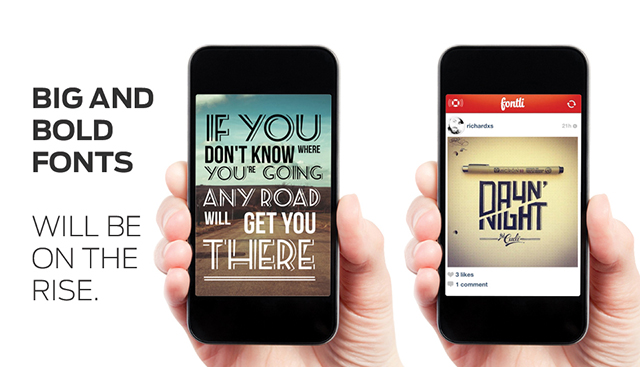 BIG AND
BOLD
FONTS
WILL BE
ON THE
RISE.
IF YOU
DON'T KNOW WHERE
YOU'RE GOING
ANY ROAD
WILL GET YOU
THERE
fontli
richardxs
21h
DAYN'
NIGHT
3 likes
1 comment